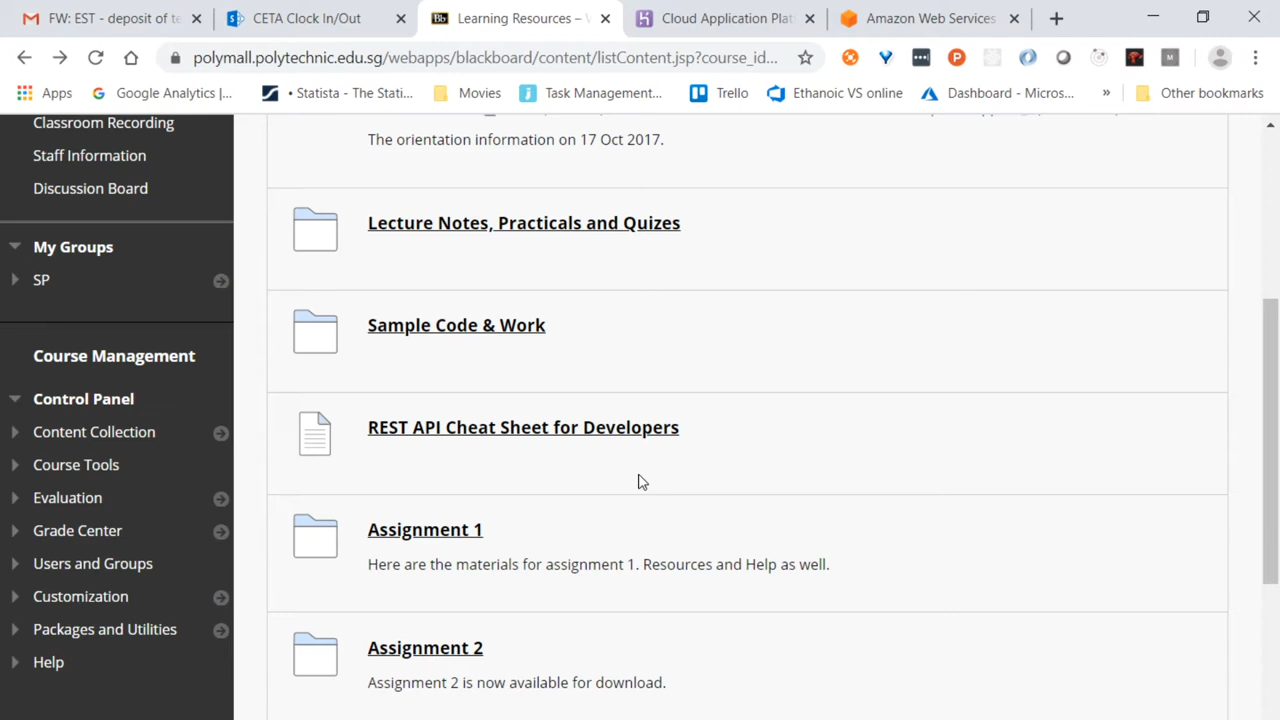 FW: EST - deposit of te
CETA Clock In/Out
Bb Learning Resources –
Cloud Application Plat
Amazon Web Services
polymall.polytechnic.edu.sg/webapps/blackboard/content/listContent.jsp?course_id...
Apps
Google Analytics |...
• Statista - The Stati...
Movies
Task Management...
Trello
Ethanoic VS online
Dashboard - Micros...
»
Other bookmarks
Classroom Recording
Staff Information
Discussion Board
My Groups
SP
Course Management
Control Panel
Content Collection
Course Tools
Evaluation
Grade Center
Users and Groups
Customization
Packages and Utilities
Help
The orientation information on 17 Oct 2017.
Lecture Notes, Practicals and Quizes
Sample Code & Work
REST API Cheat Sheet for Developers
Assignment 1
Here are the materials for assignment 1. Resources and Help as well.
Assignment 2
Assignment 2 is now available for download.